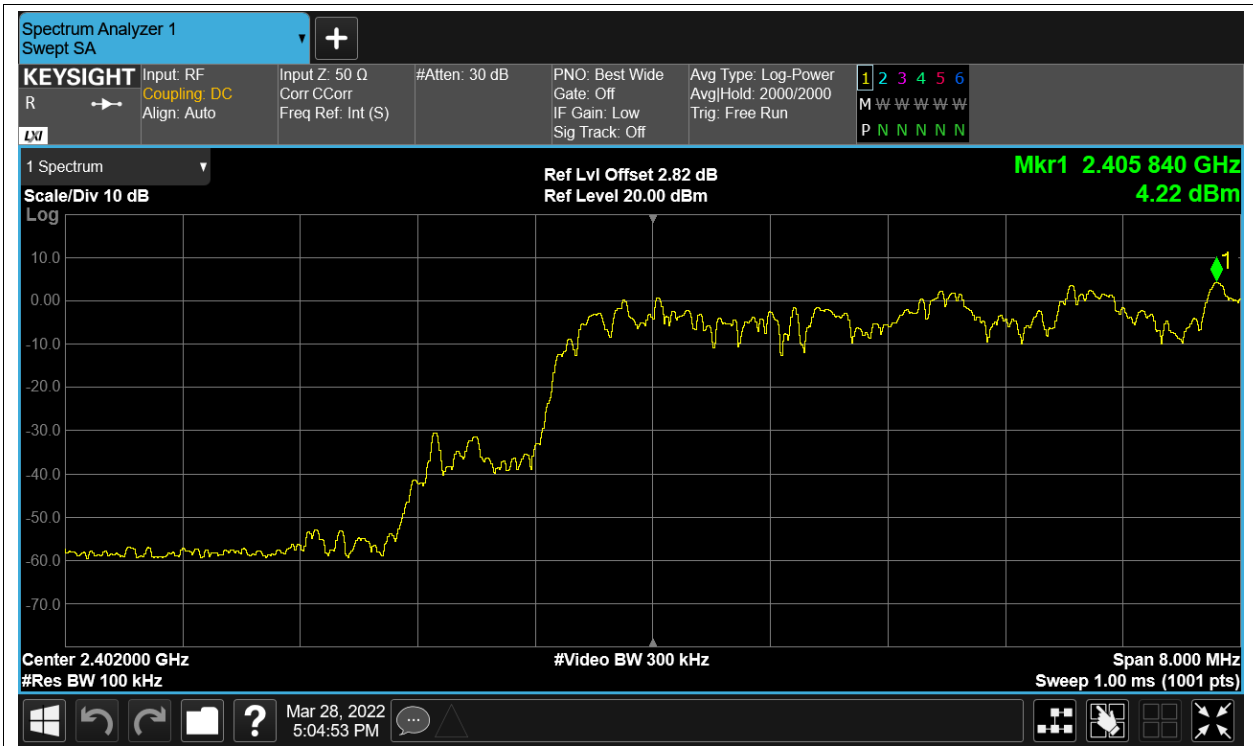 Spectrum Analyzer 1
Swept SA
KEYSIGHT
R
LXI
Input: RF
Coupling: DC
Align: Auto
Input Z: 50 Ω
Corr CCorr
Freq Ref: Int (S)
#Atten: 30 dB
PNO: Best Wide
Gate: Off
IF Gain: Low
Sig Track: Off
Avg Type: Log-Power
Avg|Hold: 2000/2000
Trig: Free Run
1 2 3 4 5 6
M W W W W W
P N N N N N
1 Spectrum
Scale/Div 10 dB
Log
Ref Lvl Offset 2.82 dB
Ref Level 20.00 dBm
Mkr1 2.405 840 GHz
4.22 dBm
1
10.0
0.00
-10.0
-20.0
-30.0
-40.0
-50.0
-60.0
-70.0
Center 2.402000 GHz
#Video BW 300 kHz
Span 8.000 MHz
#Res BW 100 kHz
Sweep 1.00 ms (1001 pts)
?
Mar 28, 2022
5:04:53 PM